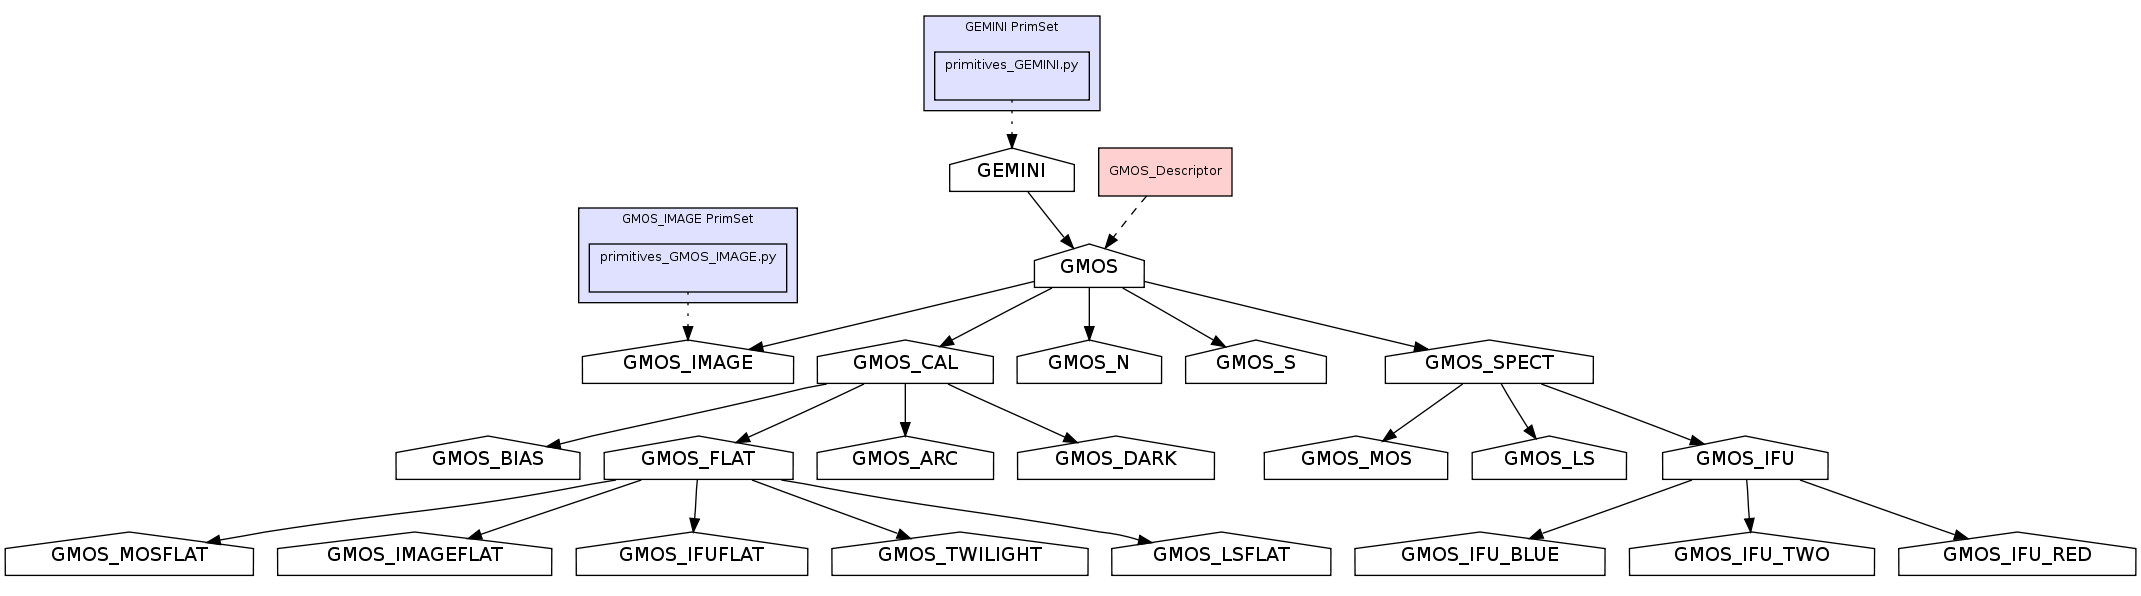 GEMINI PrimSet
primitives_GEMINI.py
GEMINI
GMOS_Descriptor
GMOS_IMAGE PrimSet
primitives_GMOS_IMAGE.py
GMOS
GMOS_IMAGE
GMOS_CAL
GMOS_N
GMOS_S
GMOS_SPECT
GMOS_BIAS
GMOS_FLAT
GMOS_ARC
GMOS_DARK
GMOS_MOS
GMOS_LS
GMOS_IFU
GMOS_MOSFLAT
GMOS_IMAGEFLAT
GMOS_IFUFLAT
GMOS_TWILIGHT
GMOS_LSFLAT
GMOS_IFU_BLUE
GMOS_IFU_TWO
GMOS_IFU_RED